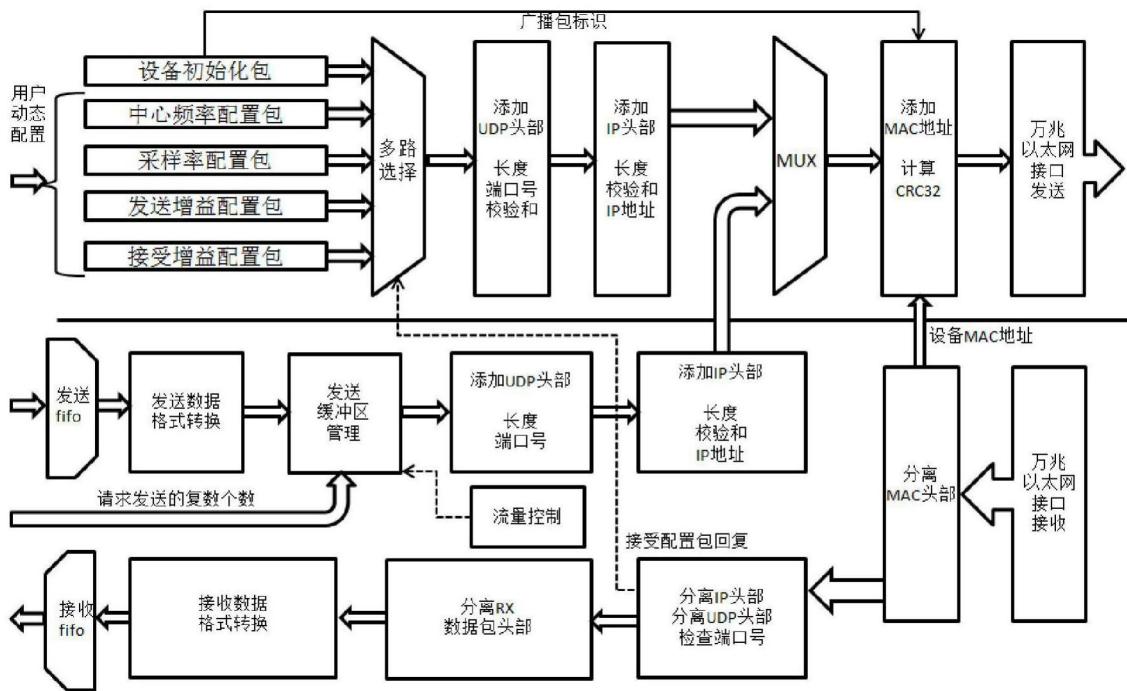 广播包标识
用户
动态
配置
设备初始化包
中心频率配置包
采样率配置包
发送增益配置包
接受增益配置包
多路
选择
添加
UDP头部
长度
端口号
校验和
添加
IP头部
长度
校验和
IP地址
MUX
添加
MAC地址
计算
CRC32
万兆
以太网
接口
发送
设备MAC地址
发送
fifo
发送数据
格式转换
发送
缓冲区
管理
添加UDP头部
长度
端口号
添加IP头部
长度
校验和
IP地址
分离
MAC头部
万兆
以太网
接口
接收
请求发送的复数个数
流量控制
接受配置包回复
接收
fifo
接收数据
格式转换
分离RX
数据包头部
分离IP头部
分离UDP头部
检查端口号